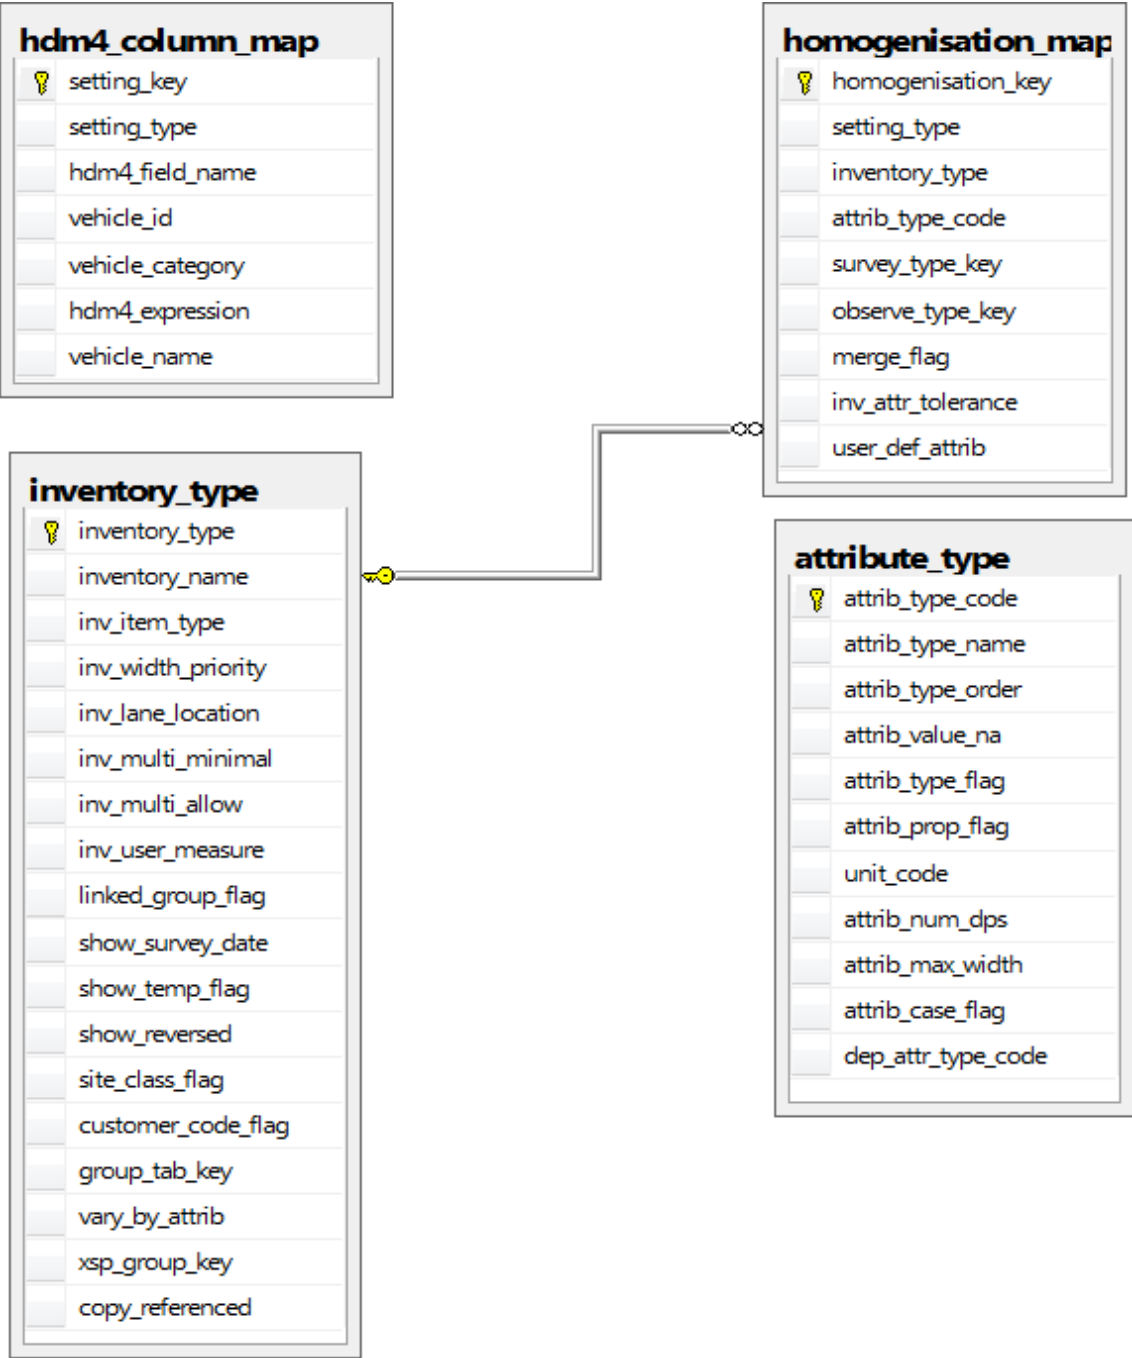 hdm4_column_map
setting_key
setting_type
hdm4_field_name
vehicle_id
vehicle_category
hdm4_expression
vehicle_name
homogenisation_map
homogenisation_key
setting_type
inventory_type
attrib_type_code
survey_type_key
observe_type_key
merge_flag
inv_attr_tolerance
user_def_attrib
inventory_type
inventory_type
inventory_name
inv_item_type
inv_width_priority
inv_lane_location
inv_multi_minimal
inv_multi_allow
inv_user_measure
linked_group_flag
show_survey_date
show_temp_flag
show_reversed
site_class_flag
customer_code_flag
group_tab_key
vary_by_attrib
xsp_group_key
copy_referenced
attribute_type
attrib_type_code
attrib_type_name
attrib_type_order
attrib_value_na
attrib_type_flag
attrib_prop_flag
unit_code
attrib_num_dps
attrib_max_width
attrib_case_flag
dep_attr_type_code